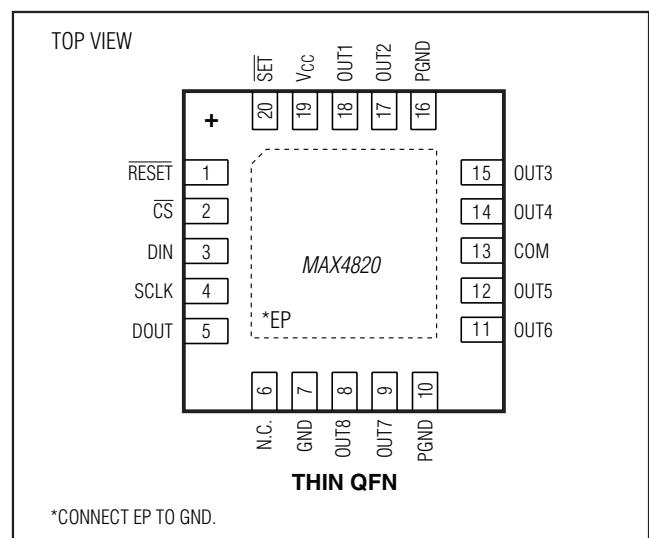 TOP VIEW
SET VCC OUT1 OUT2 PGND
20 19 18 17 16
+
RESET 1 15 OUT3
CS 2 14 OUT4
DIN 3 13 COM
SCLK 4 12 OUT5
DOUT 5 11 OUT6
MAX4820
*EP
6 7 8 9 10
N.C. GND OUT8 OUT7 PGND
THIN QFN
*CONNECT EP TO GND.